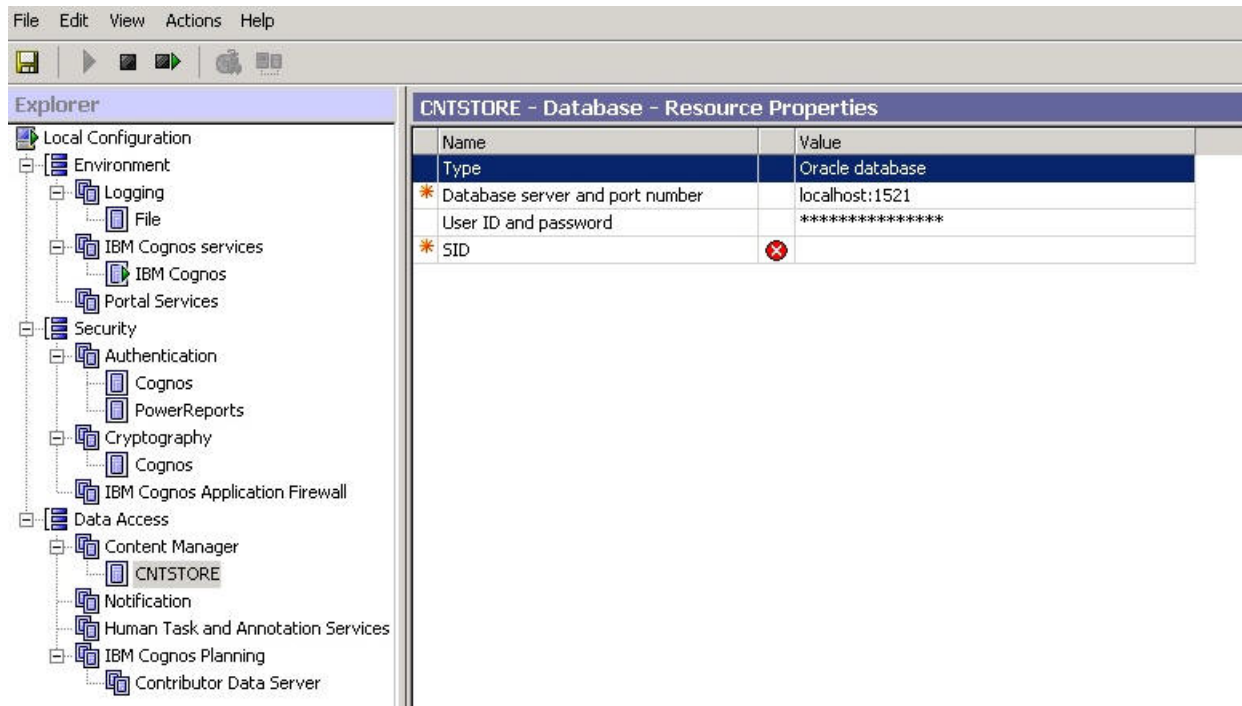 File Edit View Actions Help
Explorer
Local Configuration
Environment
Logging
File
IBM Cognos services
IBM Cognos
Portal Services
Security
Authentication
Cognos
PowerReports
Cryptography
Cognos
IBM Cognos Application Firewall
Data Access
Content Manager
CNTSTORE
Notification
Human Task and Annotation Services
IBM Cognos Planning
Contributor Data Server
CNTSTORE - Database - Resource Properties
Name Value
Type Oracle database
* Database server and port number localhost:1521
User ID and password ***************
* SID